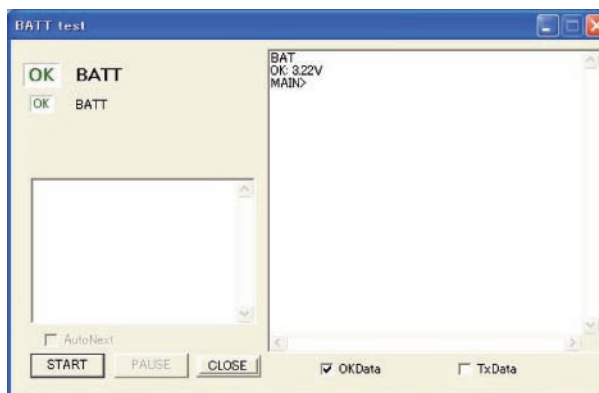 BATT test
OK BATT
OK BATT
BAT
OK: 3.22V
MAIN>
AutoNext
START PAUSE CLOSE
OKData TxData